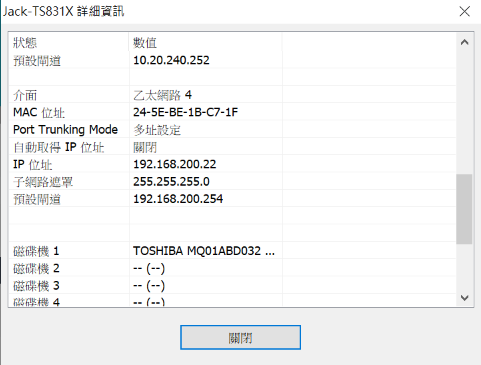 Jack-TS831X 詳細資訊
狀態 數值
預設閘道 10.20.240.252
介面 乙太網路 4
MAC 位址 24-5E-BE-1B-C7-1F
Port Trunking Mode 多址設定
自動取得 IP 位址 關閉
IP 位址 192.168.200.22
子網路遮罩 255.255.255.0
預設閘道 192.168.200.254
磁碟機 1 TOSHIBA MQ01ABD032 ...
磁碟機 2 -- (--)
磁碟機 3 -- (--)
磁碟機 4 -- (--)
關閉